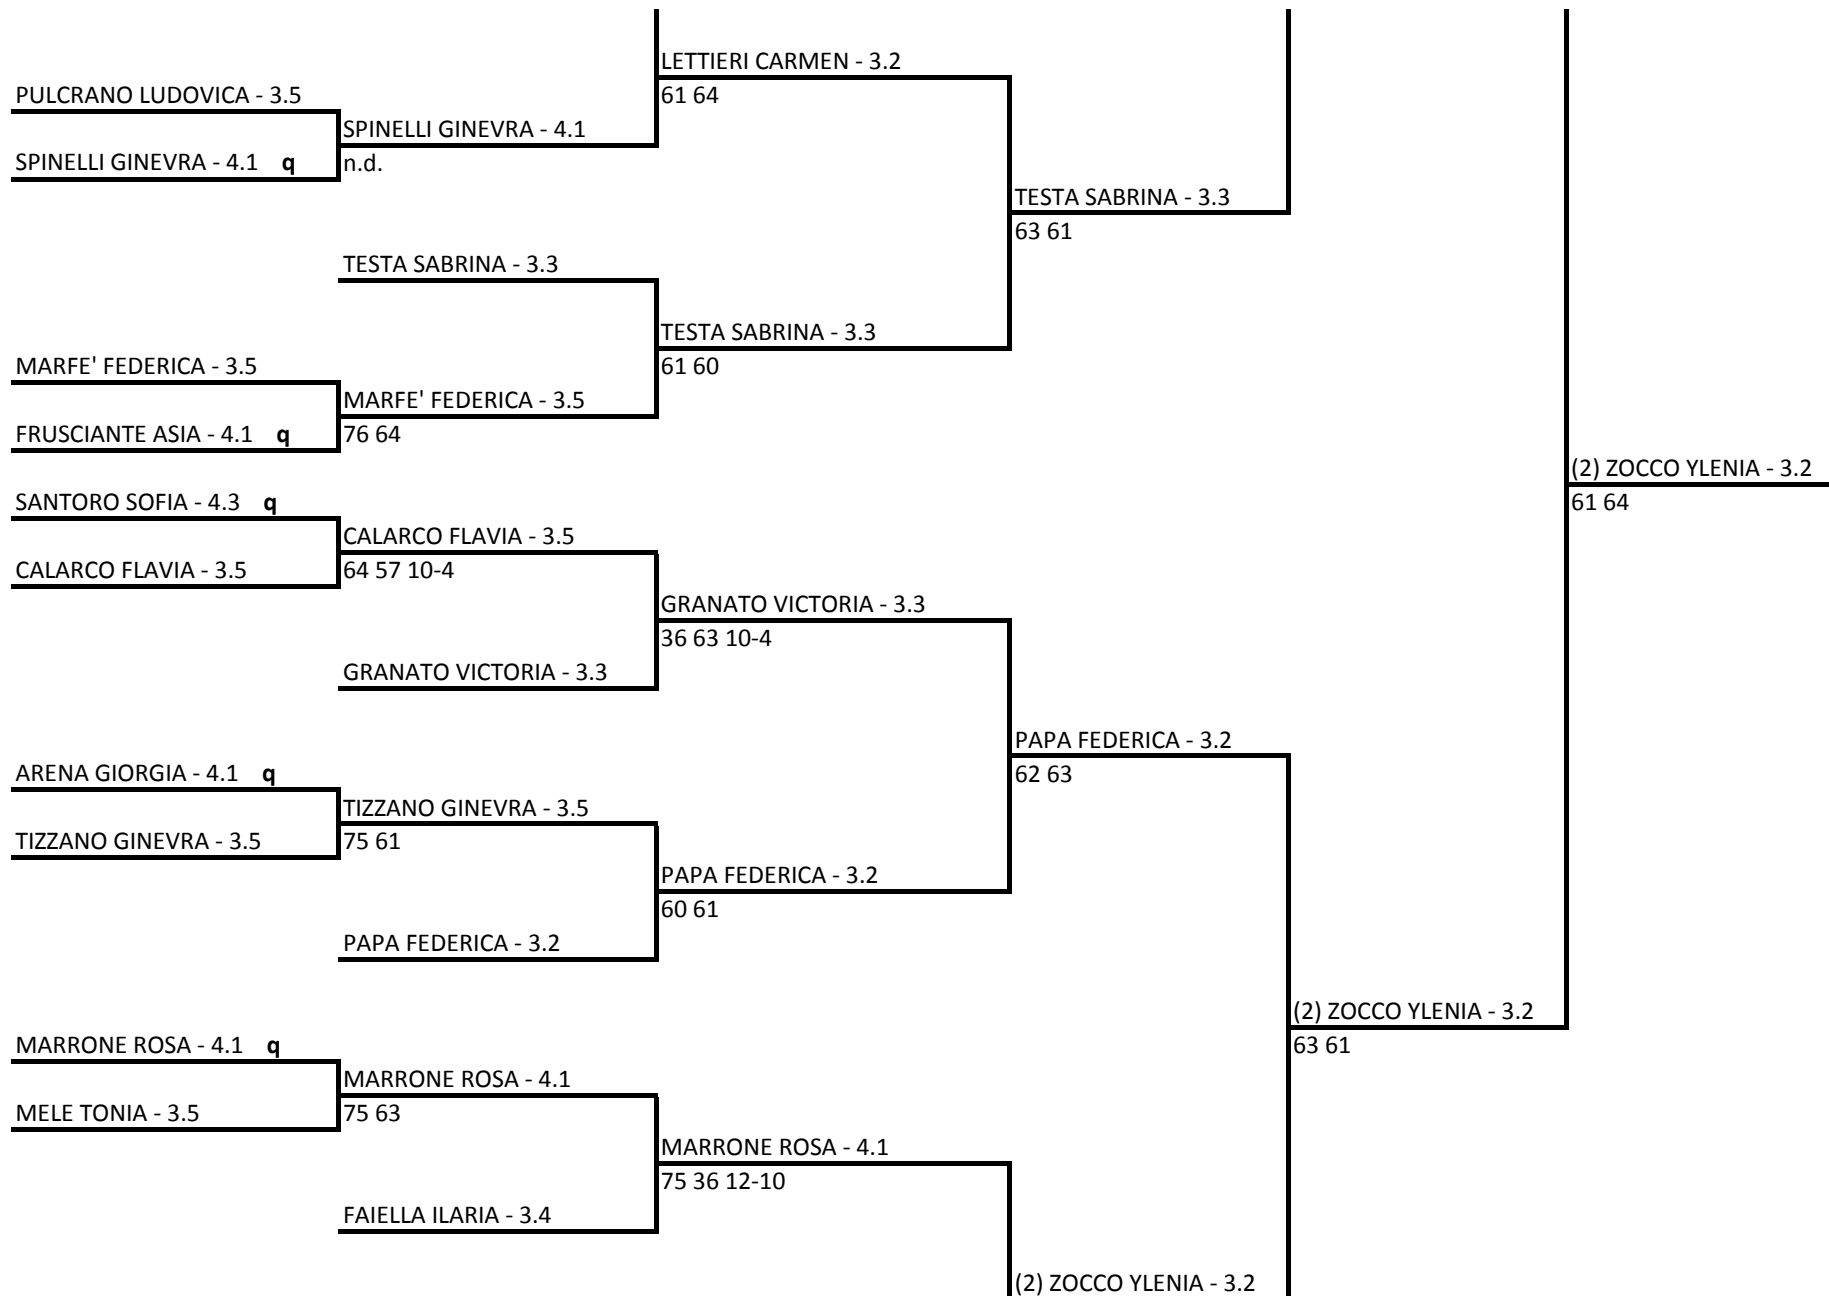 LETTIERI CARMEN - 3.2
PULCRANO LUDOVICA - 3.5
61 64
SPINELLI GINEVRA - 4.1
SPINELLI GINEVRA - 4.1 q
n.d.
TESTA SABRINA - 3.3
63 61
TESTA SABRINA - 3.3
TESTA SABRINA - 3.3
MARFE' FEDERICA - 3.5
61 60
MARFE' FEDERICA - 3.5
FRUSCIANTE ASIA - 4.1 q
76 64
(2) ZOCCO YLENIA - 3.2
SANTORO SOFIA - 4.3 q
61 64
CALARCO FLAVIA - 3.5
CALARCO FLAVIA - 3.5
64 57 10-4
GRANATO VICTORIA - 3.3
36 63 10-4
GRANATO VICTORIA - 3.3
PAPA FEDERICA - 3.2
ARENA GIORGIA - 4.1 q
62 63
TIZZANO GINEVRA - 3.5
TIZZANO GINEVRA - 3.5
75 61
PAPA FEDERICA - 3.2
60 61
PAPA FEDERICA - 3.2
(2) ZOCCO YLENIA - 3.2
MARRONE ROSA - 4.1 q
63 61
MARRONE ROSA - 4.1
MELE TONIA - 3.5
75 63
MARRONE ROSA - 4.1
75 36 12-10
FAIELLA ILARIA - 3.4
(2) ZOCCO YLENIA - 3.2